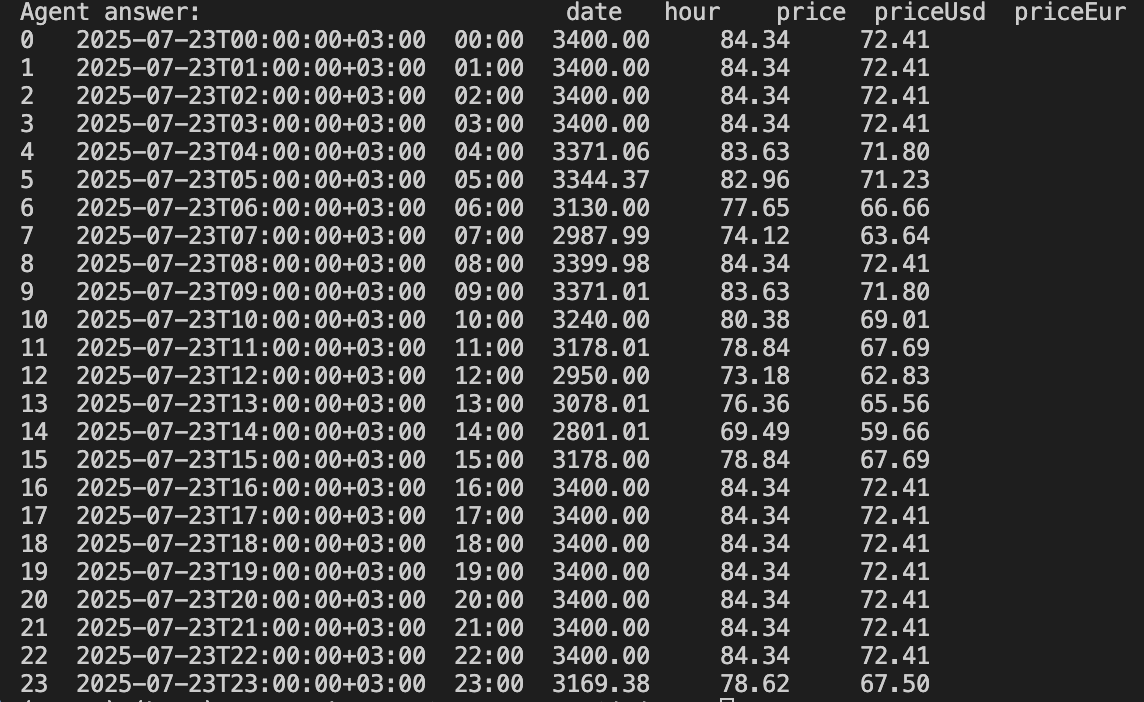 Agent answer:                          date   hour    price  priceUsd  priceEur
0   2025-07-23T00:00:00+03:00  00:00  3400.00     84.34     72.41
1   2025-07-23T01:00:00+03:00  01:00  3400.00     84.34     72.41
2   2025-07-23T02:00:00+03:00  02:00  3400.00     84.34     72.41
3   2025-07-23T03:00:00+03:00  03:00  3400.00     84.34     72.41
4   2025-07-23T04:00:00+03:00  04:00  3371.06     83.63     71.80
5   2025-07-23T05:00:00+03:00  05:00  3344.37     82.96     71.23
6   2025-07-23T06:00:00+03:00  06:00  3130.00     77.65     66.66
7   2025-07-23T07:00:00+03:00  07:00  2987.99     74.12     63.64
8   2025-07-23T08:00:00+03:00  08:00  3399.98     84.34     72.41
9   2025-07-23T09:00:00+03:00  09:00  3371.01     83.63     71.80
10  2025-07-23T10:00:00+03:00  10:00  3240.00     80.38     69.01
11  2025-07-23T11:00:00+03:00  11:00  3178.01     78.84     67.69
12  2025-07-23T12:00:00+03:00  12:00  2950.00     73.18     62.83
13  2025-07-23T13:00:00+03:00  13:00  3078.01     76.36     65.56
14  2025-07-23T14:00:00+03:00  14:00  2801.01     69.49     59.66
15  2025-07-23T15:00:00+03:00  15:00  3178.00     78.84     67.69
16  2025-07-23T16:00:00+03:00  16:00  3400.00     84.34     72.41
17  2025-07-23T17:00:00+03:00  17:00  3400.00     84.34     72.41
18  2025-07-23T18:00:00+03:00  18:00  3400.00     84.34     72.41
19  2025-07-23T19:00:00+03:00  19:00  3400.00     84.34     72.41
20  2025-07-23T20:00:00+03:00  20:00  3400.00     84.34     72.41
21  2025-07-23T21:00:00+03:00  21:00  3400.00     84.34     72.41
22  2025-07-23T22:00:00+03:00  22:00  3400.00     84.34     72.41
23  2025-07-23T23:00:00+03:00  23:00  3169.38     78.62     67.50